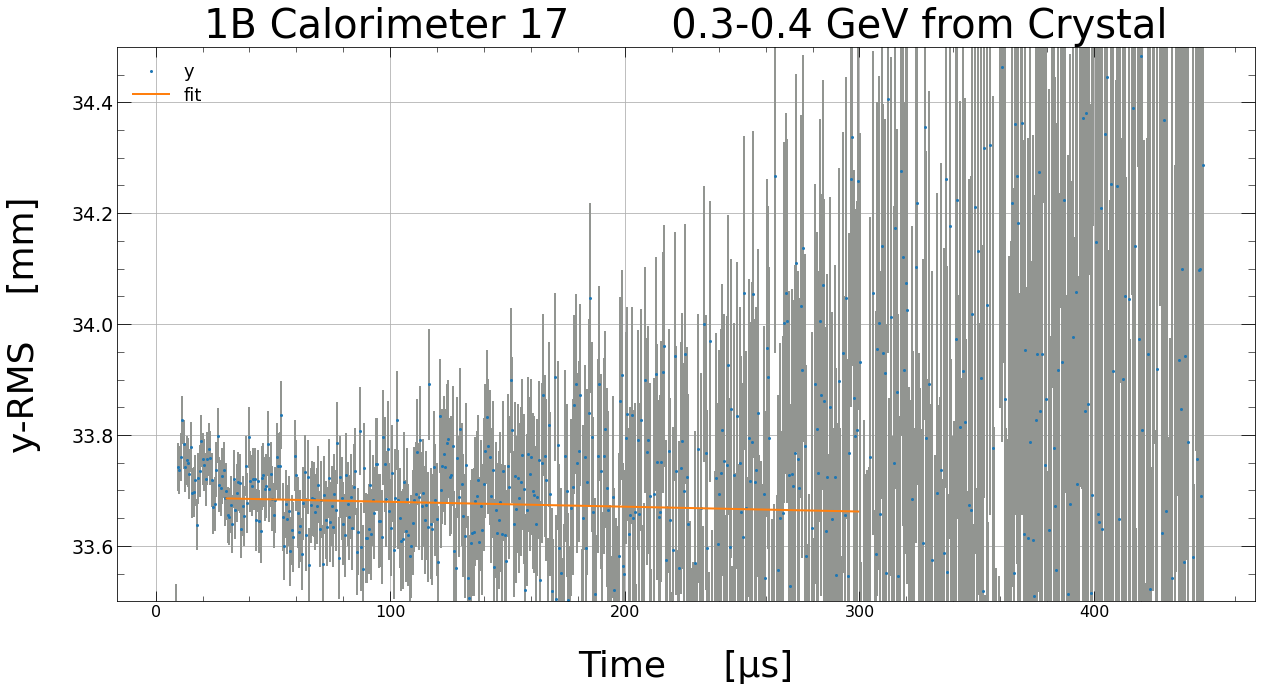 1B Calorimeter 17 0.3-0.4 GeV from Crystal
y
fit
34.4
34.2
34.0
33.8
33.6
y-RMS [mm]
0 100 200 300 400
Time [μs]